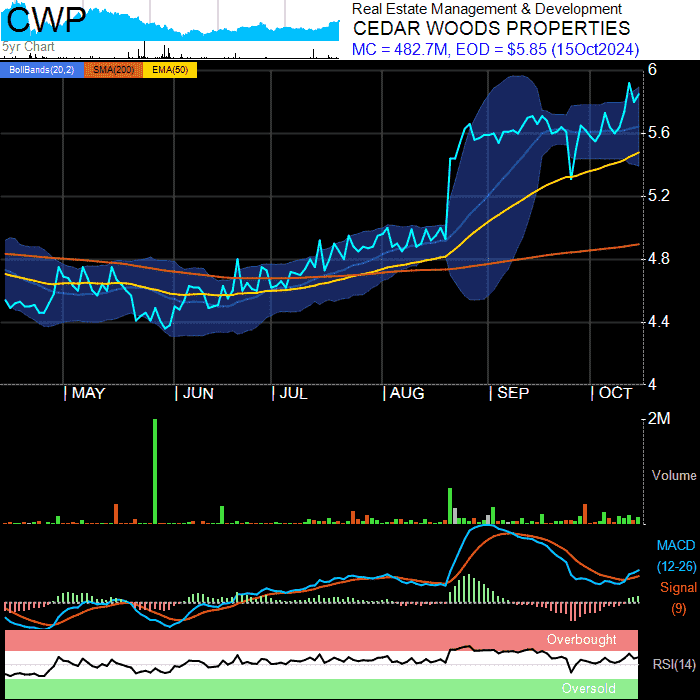 CWP
5yr Chart
Real Estate Management & Development
CEDAR WOODS PROPERTIES
MC = 482.7M, EOD = $5.85 (15Oct2024)
BollBands(20,2) SMA(200) EMA(50)
6
5.6
5.2
4.8
4.4
4
MAY JUN JUL AUG SEP OCT
2M
Volume
MACD
(12-26)
Signal
(9)
Overbought
RSI(14)
Oversold